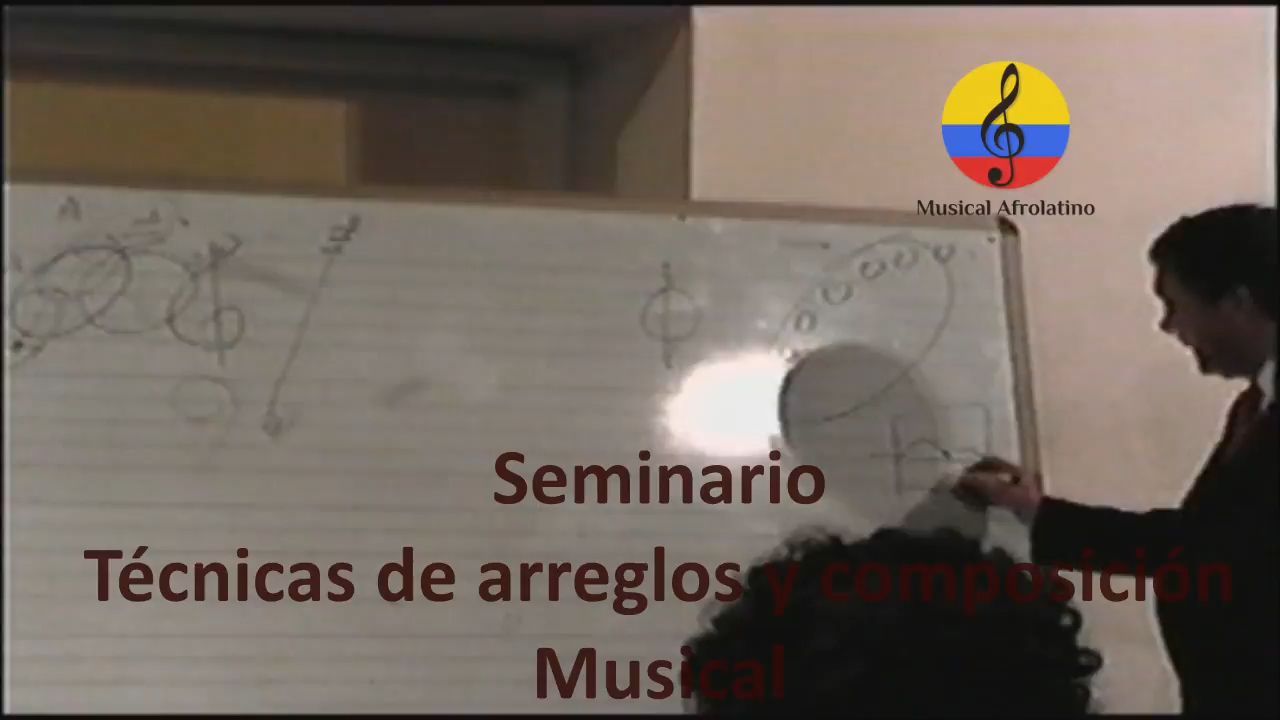 Musical Afrolatino
Seminario
Técnicas de arreglos y composición
Musical